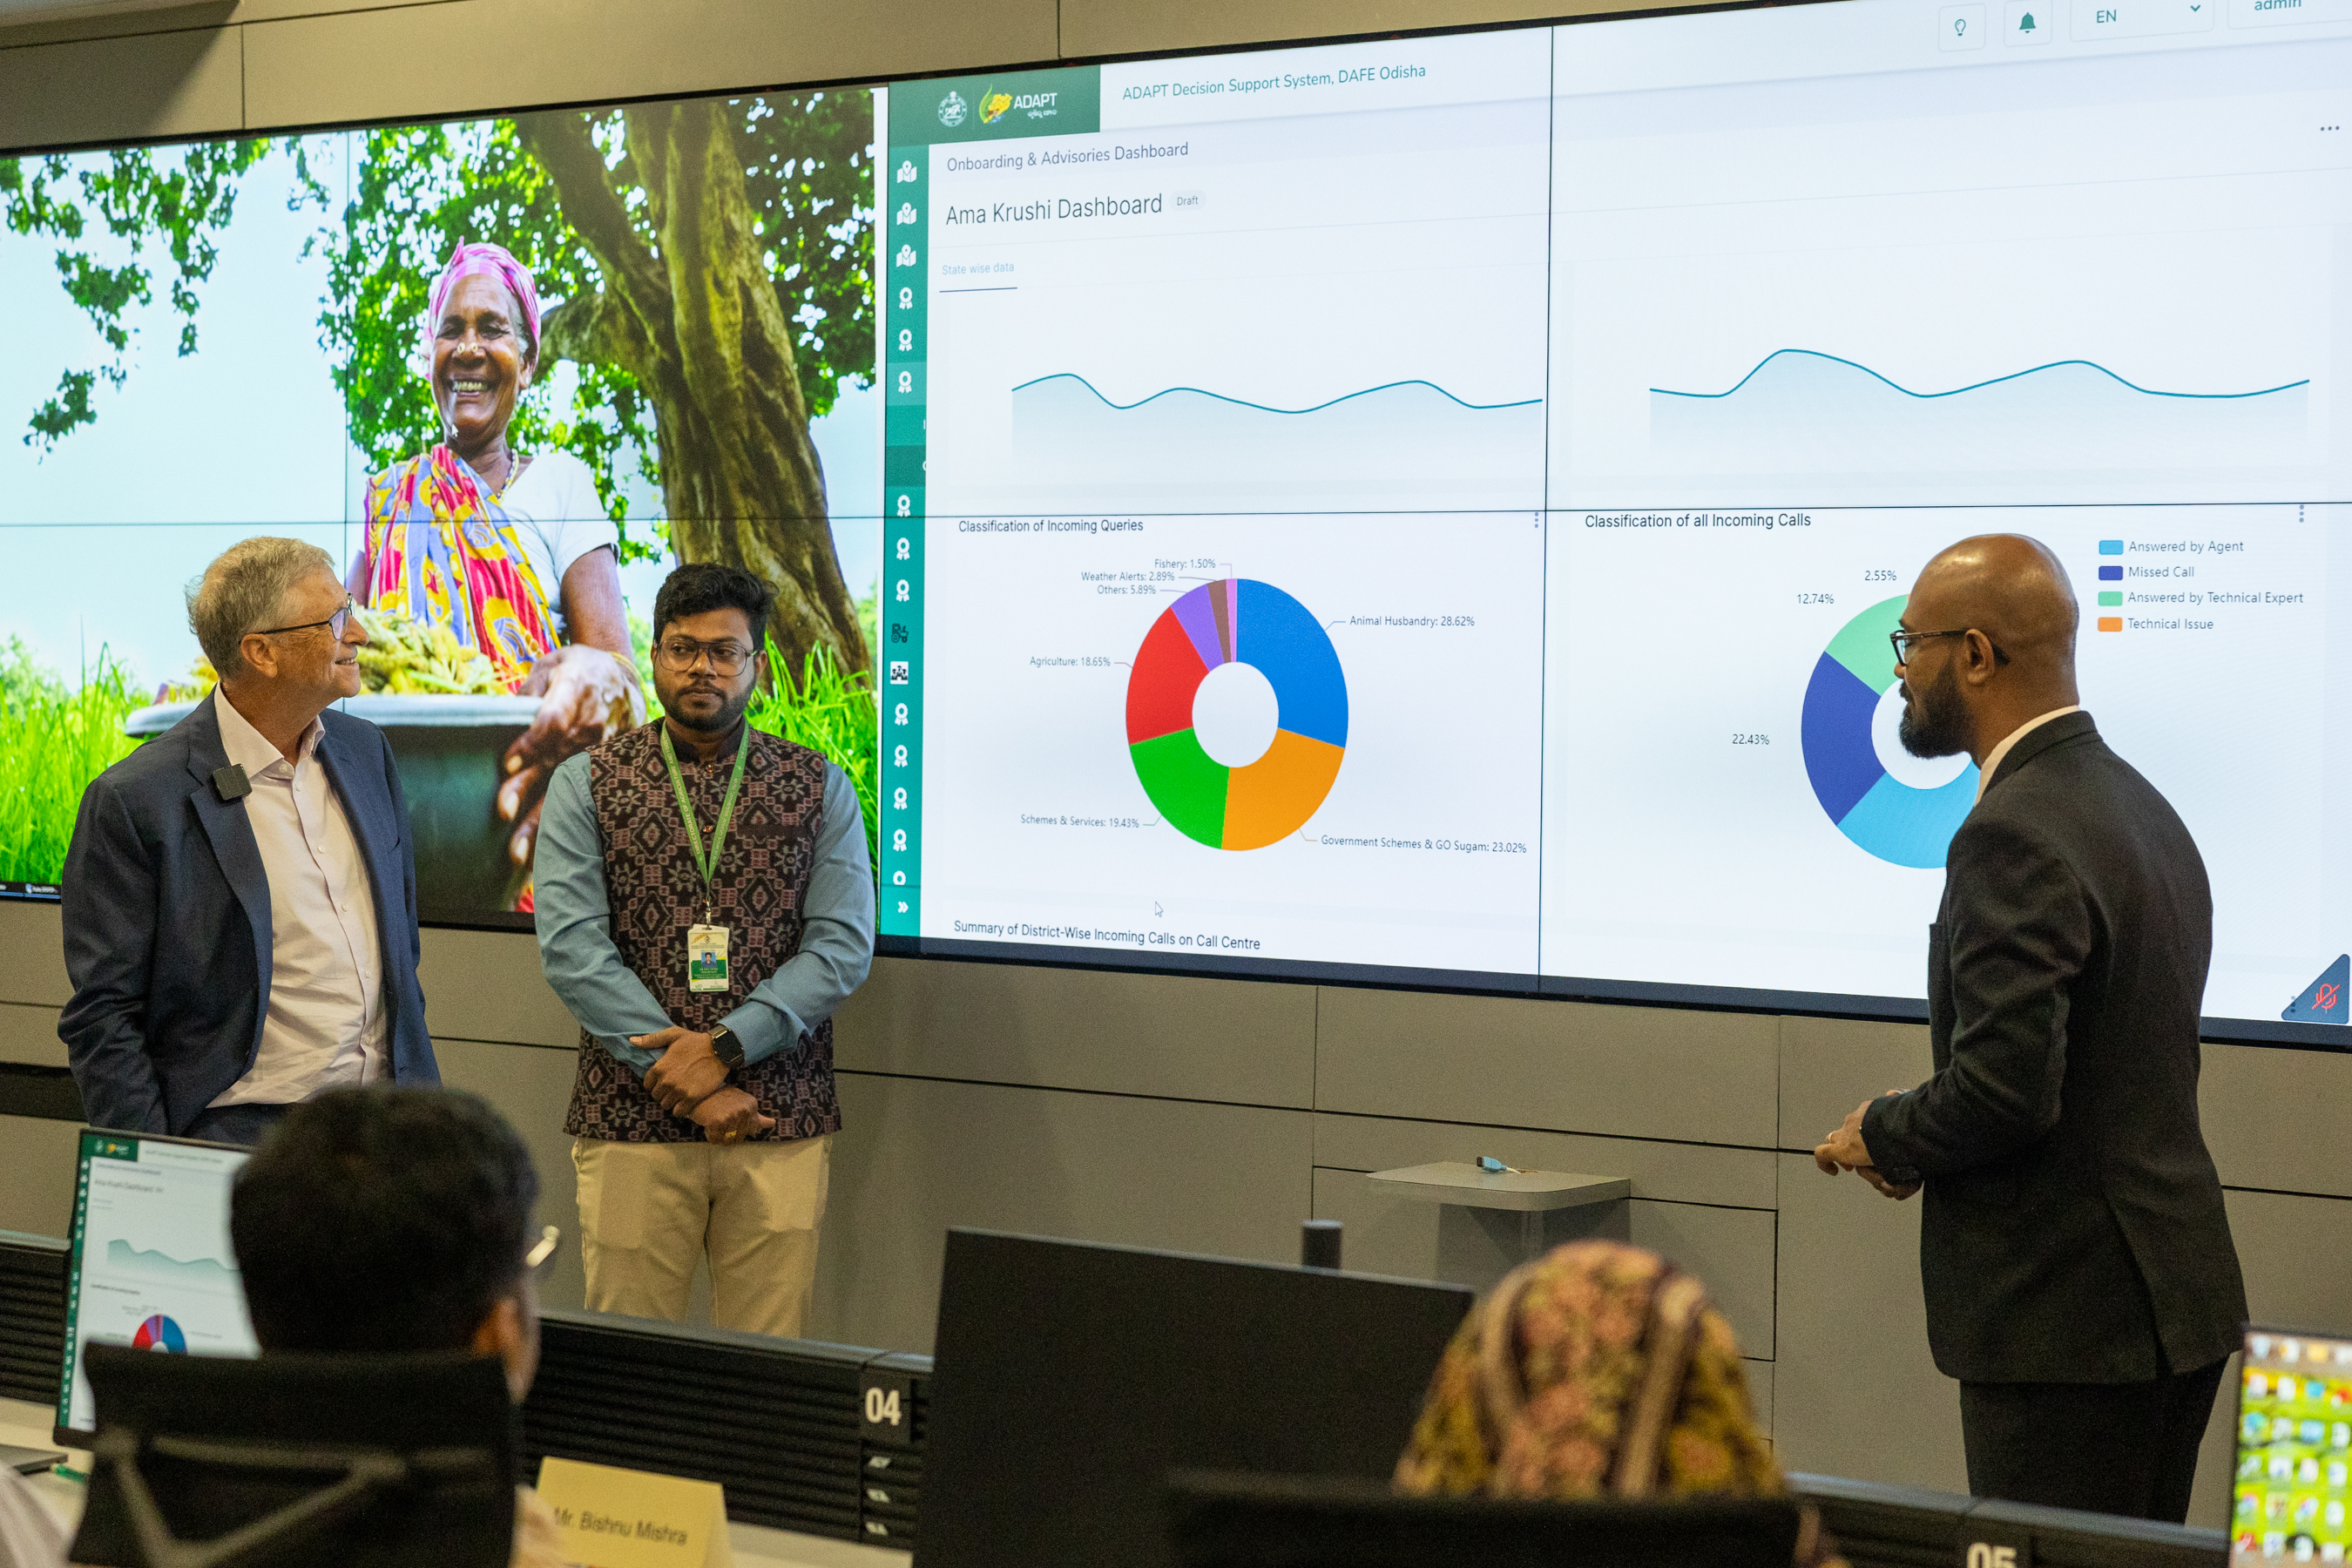 EN
admin
ADAPT
ADAPT Decision Support System, DAFE Odisha
Onboarding & Advisories Dashboard
Ama Krushi Dashboard
Draft
State wise data
Classification of Incoming Queries
Fishery: 1.50%
Weather Alerts: 2.89%
Others: 5.89%
Animal Husbandry: 28.62%
Agriculture: 18.65%
Schemes & Services: 19.43%
Government Schemes & GO Sugam: 23.02%
Classification of all Incoming Calls
Answered by Agent
Missed Call
Answered by Technical Expert
Technical Issue
2.55%
12.74%
22.43%
Summary of District-Wise Incoming Calls on Call Centre
04
Mr. Bishnu Mishra
05